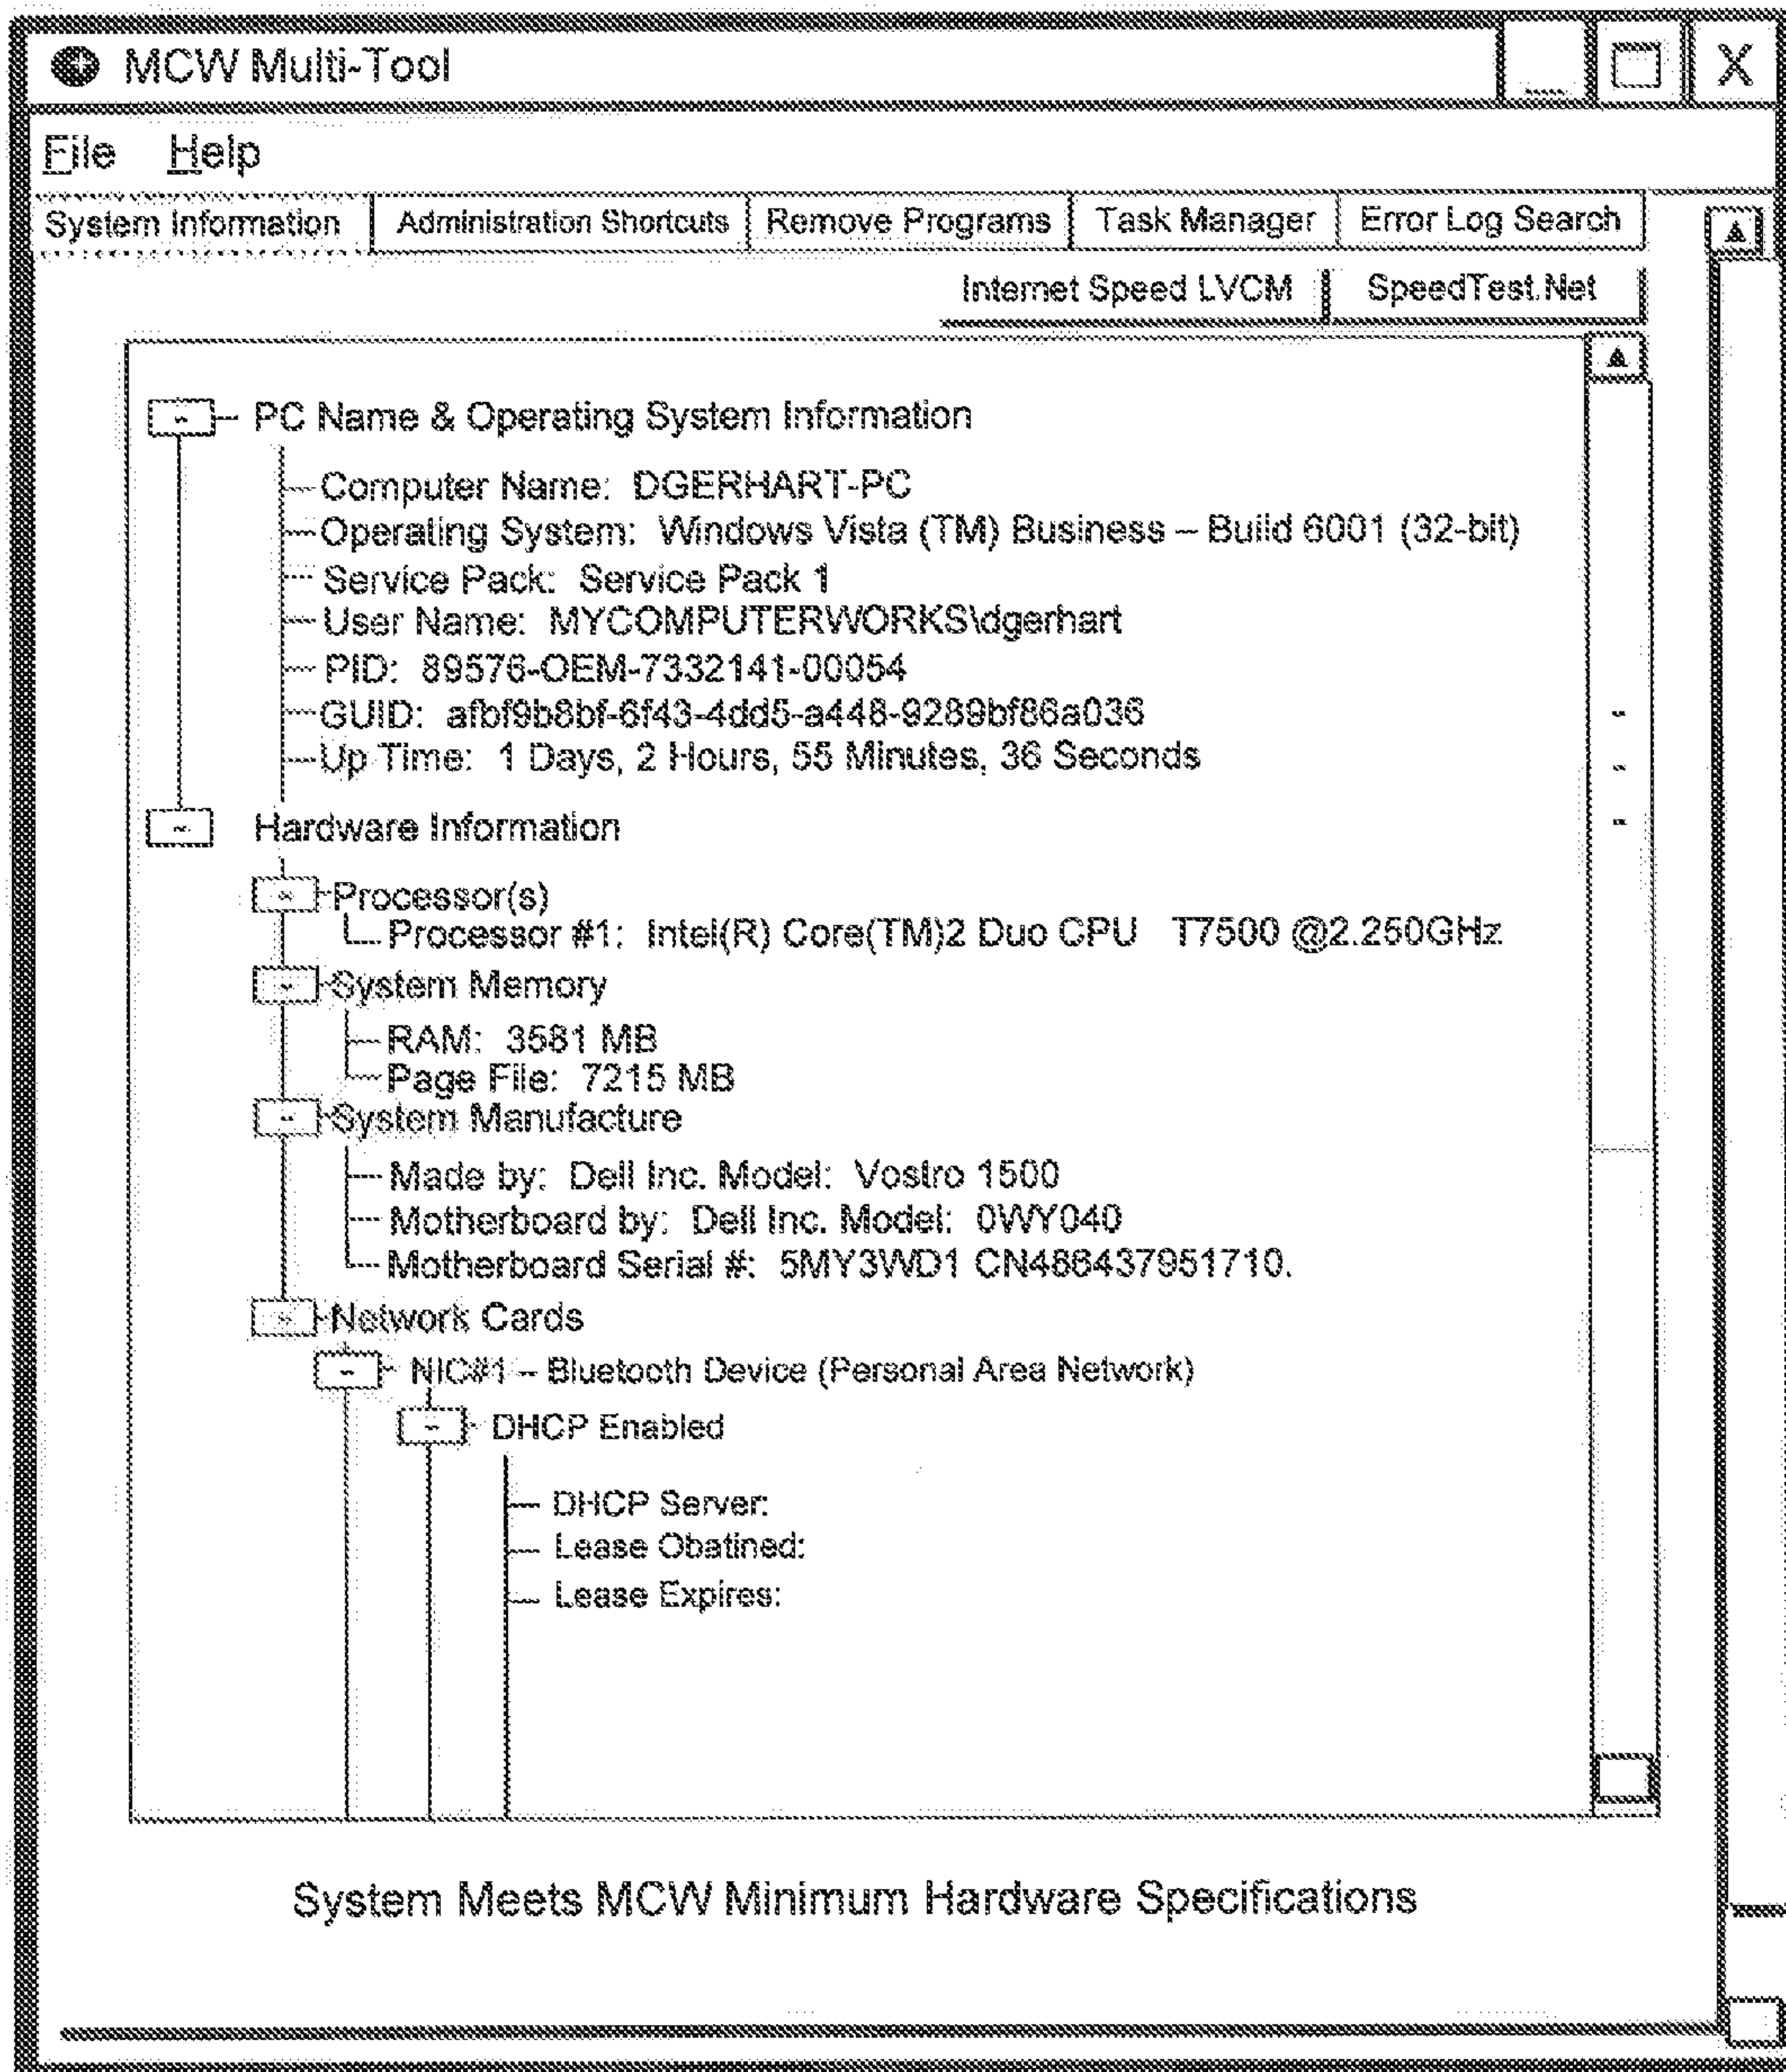 MCW Multi-Tool
_ X
File Help
System Information Administration Shortcuts Remove Programs Task Manager Error Log Search
Internet Speed LVCM SpeedTest.Net
PC Name & Operating System Information
Computer Name: DGERHART-PC
Operating System: Windows Vista (TM) Business – Build 6001 (32-bit)
Service Pack: Service Pack 1
User Name: MYCOMPUTERWORKS\dgerhart
PID: 89576-OEM-7332141-00054
GUID: afbf9b8bf-6f43-4dd5-a448-9289bf86a036
Up Time: 1 Days, 2 Hours, 55 Minutes, 36 Seconds
Hardware Information
Processor(s)
Processor #1: Intel(R) Core(TM)2 Duo CPU T7500 @2.250GHz
System Memory
RAM: 3581 MB
Page File: 7215 MB
System Manufacture
Made by: Dell Inc. Model: Vostro 1500
Motherboard by: Dell Inc. Model: 0WY040
Motherboard Serial #: 5MY3WD1 CN486437951710.
Network Cards
NIC#1 – Bluetooth Device (Personal Area Network)
DHCP Enabled
DHCP Server:
Lease Obatined:
Lease Expires:
System Meets MCW Minimum Hardware Specifications